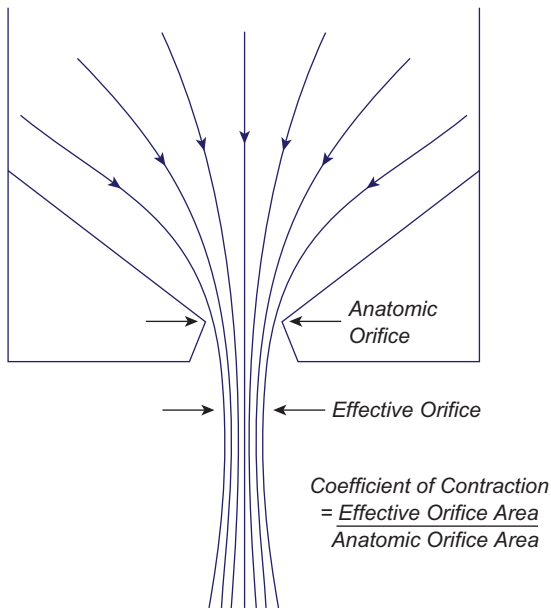 Anatomic
Orifice
Effective Orifice
Coefficient of Contraction
= Effective Orifice Area
Anatomic Orifice Area